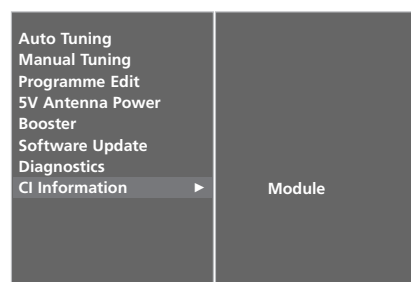 Auto Tuning
Manual Tuning
Programme Edit
5V Antenna Power
Booster
Software Update
Diagnostics
CI Information ►
Module